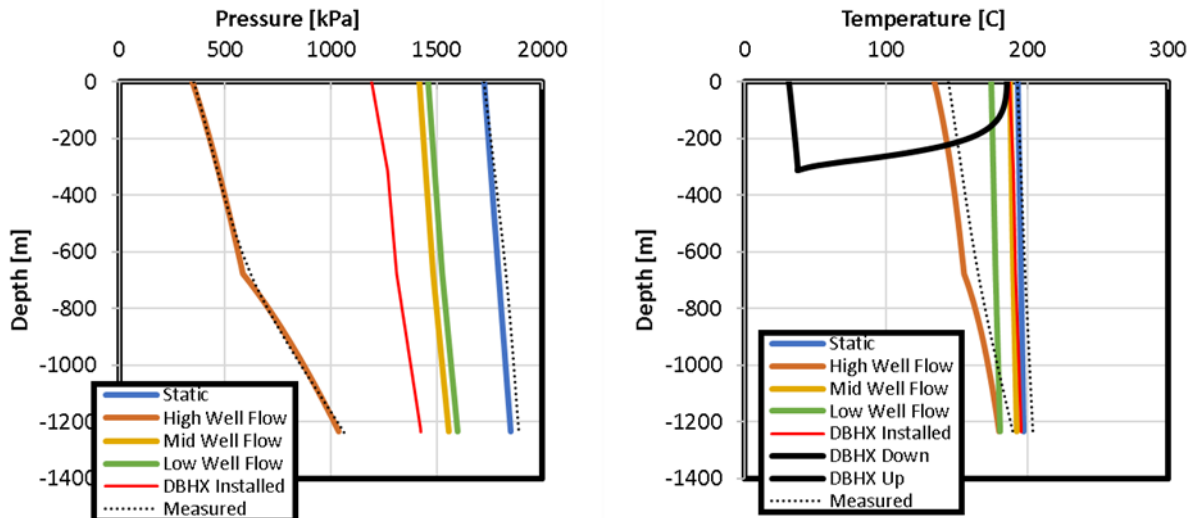 Pressure [kPa]
0 500 1000 1500 2000
0
-200
-400
-600
-800
-1000
-1200
-1400
Depth [m]
Static
High Well Flow
Mid Well Flow
Low Well Flow
DBHX Installed
Measured
Temperature [C]
0 100 200 300
0
-200
-400
-600
-800
-1000
-1200
-1400
Depth [m]
Static
High Well Flow
Mid Well Flow
Low Well Flow
DBHX Installed
DBHX Down
DBHX Up
Measured